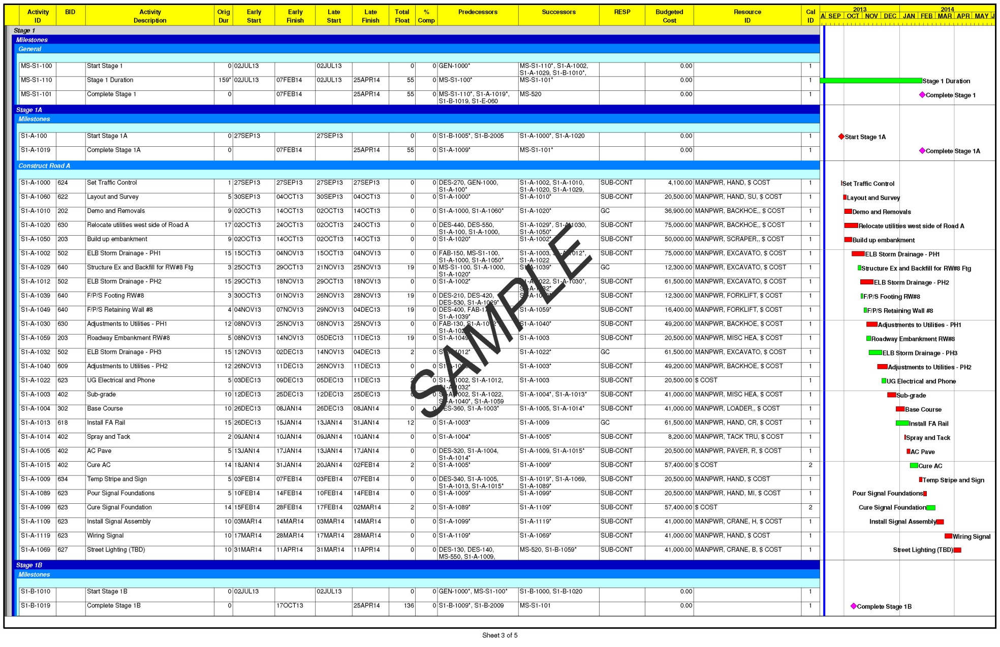 Activity ID BID Activity Description Orig Dur Early Start Early Finish Late Start Late Finish Total Float % Comp Predecessors Successors RESP Budgeted Cost Resource ID Cal ID 2013 2014
A SEP OCT NOV DEC JAN FEB MAR APR MAY J
Stage 1
Milestones
General
MS-S1-100 Start Stage 1 0 02JUL13 02JUL13 0 0 GEN-1000* MS-S1-110*, S1-A-1002, 0.00 1
S1-A-1029, S1-B-1010*,
MS-S1-110 Stage 1 Duration 159* 02JUL13 07FEB14 02JUL13 25APR14 55 0 MS-S1-100* MS-S1-101* 0.00 1 Stage 1 Duration
MS-S1-101 Complete Stage 1 0 07FEB14 25APR14 55 0 MS-S1-110*, S1-A-1019*, MS-520 0.00 1 Complete Stage 1
S1-B-1019, S1-E-060
Stage 1A
Milestones
S1-A-100 Start Stage 1A 0 27SEP13 27SEP13 0 0 S1-B-1005*, S1-B-2005 S1-A-1000*, S1-A-1020 0.00 1 Start Stage 1A
S1-A-1019 Complete Stage 1A 0 07FEB14 25APR14 55 0 S1-A-1009* MS-S1-101* 0.00 1 Complete Stage 1A
Construct Road A
S1-A-1000 624 Set Traffic Control 1 27SEP13 27SEP13 27SEP13 27SEP13 0 0 DES-270, GEN-1000, S1-A-1002, S1-A-1010, SUB-CONT 4,100.00 MANPWR, HAND, $ COST 1 Set Traffic Control
S1-A-100* S1-A-1020, S1-A-1029,
S1-A-1060 622 Layout and Survey 5 30SEP13 04OCT13 30SEP13 04OCT13 0 0 S1-A-1000* S1-A-1010* SUB-CONT 20,500.00 MANPWR, HAND, SU, $ COST 1 Layout and Survey
S1-A-1010 202 Demo and Removals 9 02OCT13 14OCT13 02OCT13 14OCT13 0 0 S1-A-1000, S1-A-1060* S1-A-1020* GC 36,900.00 MANPWR, BACKHOE,, $ COST 1 Demo and Removals
S1-A-1020 630 Relocate utilities west side of Road A 17 02OCT13 24OCT13 02OCT13 24OCT13 0 0 DES-440, DES-550, S1-A-1029*, S1-A-1030, SUB-CONT 75,000.00 MANPWR, BACKHOE,, $ COST 1 Relocate utilities west side of Road A
S1-A-100, S1-A-1000, S1-A-1050*
S1-A-1050 203 Build up embankment 9 02OCT13 14OCT13 02OCT13 14OCT13 0 0 S1-A-1020* S1-A-1002* SUB-CONT 50,000.00 MANPWR, SCRAPER,, $ COST 1 Build up embankment
S1-A-1002 502 ELB Storm Drainage - PH1 15 15OCT13 04NOV13 15OCT13 04NOV13 0 0 FAB-150, MS-S1-100, S1-A-1003, S1-A-1012*, SUB-CONT 75,000.00 MANPWR, EXCAVATO, $ COST 1 ELB Storm Drainage - PH1
S1-A-1000, S1-A-1050* S1-A-1022
S1-A-1029 640 Structure Ex and Backfill for RW#8 Ftg 3 25OCT13 29OCT13 21NOV13 25NOV13 19 0 MS-S1-100, S1-A-1000, S1-A-1039* GC 12,300.00 MANPWR, EXCAVATO, $ COST 1 Structure Ex and Backfill for RW#8 Ftg
S1-A-1020*
S1-A-1012 502 ELB Storm Drainage - PH2 15 29OCT13 18NOV13 29OCT13 18NOV13 0 0 S1-A-1002* S1-A-1022, S1-A-1030*, SUB-CONT 61,500.00 MANPWR, EXCAVATO, $ COST 1 ELB Storm Drainage - PH2
S1-A-1032*
S1-A-1039 640 F/P/S Footing RW#8 3 30OCT13 01NOV13 26NOV13 28NOV13 19 0 DES-210, DES-420, SUB-CONT 12,300.00 MANPWR, FORKLIFT, $ COST 1 F/P/S Footing RW#8
DES-530, S1-A-1029*
S1-A-1049 640 F/P/S Retaining Wall #8 4 04NOV13 07NOV13 29NOV13 04DEC13 19 0 DES-400, S1-A-1059* SUB-CONT 16,400.00 MANPWR, FORKLIFT, $ COST 1 F/P/S Retaining Wall #8
S1-A-1039*
S1-A-1030 630 Adjustments to Utilities - PH1 12 08NOV13 25NOV13 08NOV13 25NOV13 0 0 FAB-130, S1-A-1040* SUB-CONT 49,200.00 MANPWR, BACKHOE, $ COST 1 Adjustments to Utilities - PH1
S1-A-1059 203 Roadway Embankment RW#8 5 08NOV13 14NOV13 05DEC13 11DEC13 19 0 S1-A-1049 S1-A-1003 SUB-CONT 20,500.00 MANPWR, MISC HEA, $ COST 1 Roadway Embankment RW#8
S1-A-1032 502 ELB Storm Drainage - PH3 15 12NOV13 02DEC13 14NOV13 04DEC13 2 0 S1-A-1012* S1-A-1022* GC 61,500.00 MANPWR, EXCAVATO, $ COST 1 ELB Storm Drainage - PH3
S1-A-1040 609 Adjustments to Utilities - PH2 12 26NOV13 11DEC13 26NOV13 11DEC13 0 0 S1-A-1003* SUB-CONT 49,200.00 MANPWR, BACKHOE, $ COST 1 Adjustments to Utilities - PH2
S1-A-1022 623 UG Electrical and Phone 5 03DEC13 09DEC13 05DEC13 11DEC13 2 0 S1-A-1002, S1-A-1012, S1-A-1003 SUB-CONT 20,500.00 $ COST 1 UG Electrical and Phone
S1-A-1032*
S1-A-1003 402 Sub-grade 10 12DEC13 25DEC13 12DEC13 25DEC13 0 0 S1-A-1002, S1-A-1022, S1-A-1004*, S1-A-1013* SUB-CONT 41,000.00 MANPWR, MISC HEA, $ COST 1 Sub-grade
S1-A-1040*, S1-A-1059
S1-A-1004 302 Base Course 10 26DEC13 08JAN14 26DEC13 08JAN14 0 0 DES-360, S1-A-1003* S1-A-1005, S1-A-1014* SUB-CONT 41,000.00 MANPWR, LOADER,, $ COST 1 Base Course
S1-A-1013 618 Install FA Rail 15 26DEC13 15JAN14 13JAN14 31JAN14 12 0 S1-A-1003* S1-A-1009 GC 61,500.00 MANPWR, HAND, CR, $ COST 1 Install FA Rail
S1-A-1014 402 Spray and Tack 2 09JAN14 10JAN14 09JAN14 10JAN14 0 0 S1-A-1004* S1-A-1005* SUB-CONT 8,200.00 MANPWR, TACK TRU, $ COST 1 Spray and Tack
S1-A-1005 402 AC Pave 5 13JAN14 17JAN14 13JAN14 17JAN14 0 0 DES-320, S1-A-1004, S1-A-1009, S1-A-1015* SUB-CONT 20,500.00 MANPWR, PAVER, R, $ COST 1 AC Pave
S1-A-1014*
S1-A-1015 402 Cure AC 14 18JAN14 31JAN14 20JAN14 02FEB14 2 0 S1-A-1005* S1-A-1009* SUB-CONT 57,400.00 $ COST 2 Cure AC
S1-A-1009 634 Temp Stripe and Sign 5 03FEB14 07FEB14 03FEB14 07FEB14 0 0 DES-340, S1-A-1005, S1-A-1019*, S1-A-1069, SUB-CONT 20,500.00 MANPWR, HAND, $ COST 1 Temp Stripe and Sign
S1-A-1013, S1-A-1015* S1-A-1089*
S1-A-1089 623 Pour Signal Foundations 5 10FEB14 14FEB14 10FEB14 14FEB14 0 0 S1-A-1009* S1-A-1099* SUB-CONT 20,500.00 MANPWR, HAND, MI, $ COST 1 Pour Signal Foundations
S1-A-1099 623 Cure Signal Foundation 14 15FEB14 28FEB14 17FEB14 02MAR14 2 0 S1-A-1089* S1-A-1109* SUB-CONT 57,400.00 $ COST 2 Cure Signal Foundation
S1-A-1109 623 Install Signal Assembly 10 03MAR14 14MAR14 03MAR14 14MAR14 0 0 S1-A-1099* S1-A-1119* SUB-CONT 41,000.00 MANPWR, CRANE, H, $ COST 1 Install Signal Assembly
S1-A-1119 623 Wiring Signal 10 17MAR14 28MAR14 17MAR14 28MAR14 0 0 S1-A-1109* S1-A-1069* SUB-CONT 41,000.00 MANPWR, HAND, $ COST 1 Wiring Signal
S1-A-1069 627 Street Lighting (TBD) 10 31MAR14 11APR14 31MAR14 11APR14 0 0 DES-130, DES-140, MS-520, S1-B-1059* SUB-CONT 41,000.00 MANPWR, CRANE, B, $ COST 1 Street Lighting (TBD)
MS-550, S1-A-1009,
Stage 1B
Milestones
S1-B-1010 Start Stage 1B 0 02JUL13 02JUL13 0 0 GEN-1000*, MS-S1-100* S1-B-1000, S1-B-1020 0.00 1
S1-B-1019 Complete Stage 1B 0 17OCT13 25APR14 136 0 S1-B-1009*, S1-B-2009 MS-S1-101 0.00 1 Complete Stage 1B
SAMPLE
Sheet 3 of 5